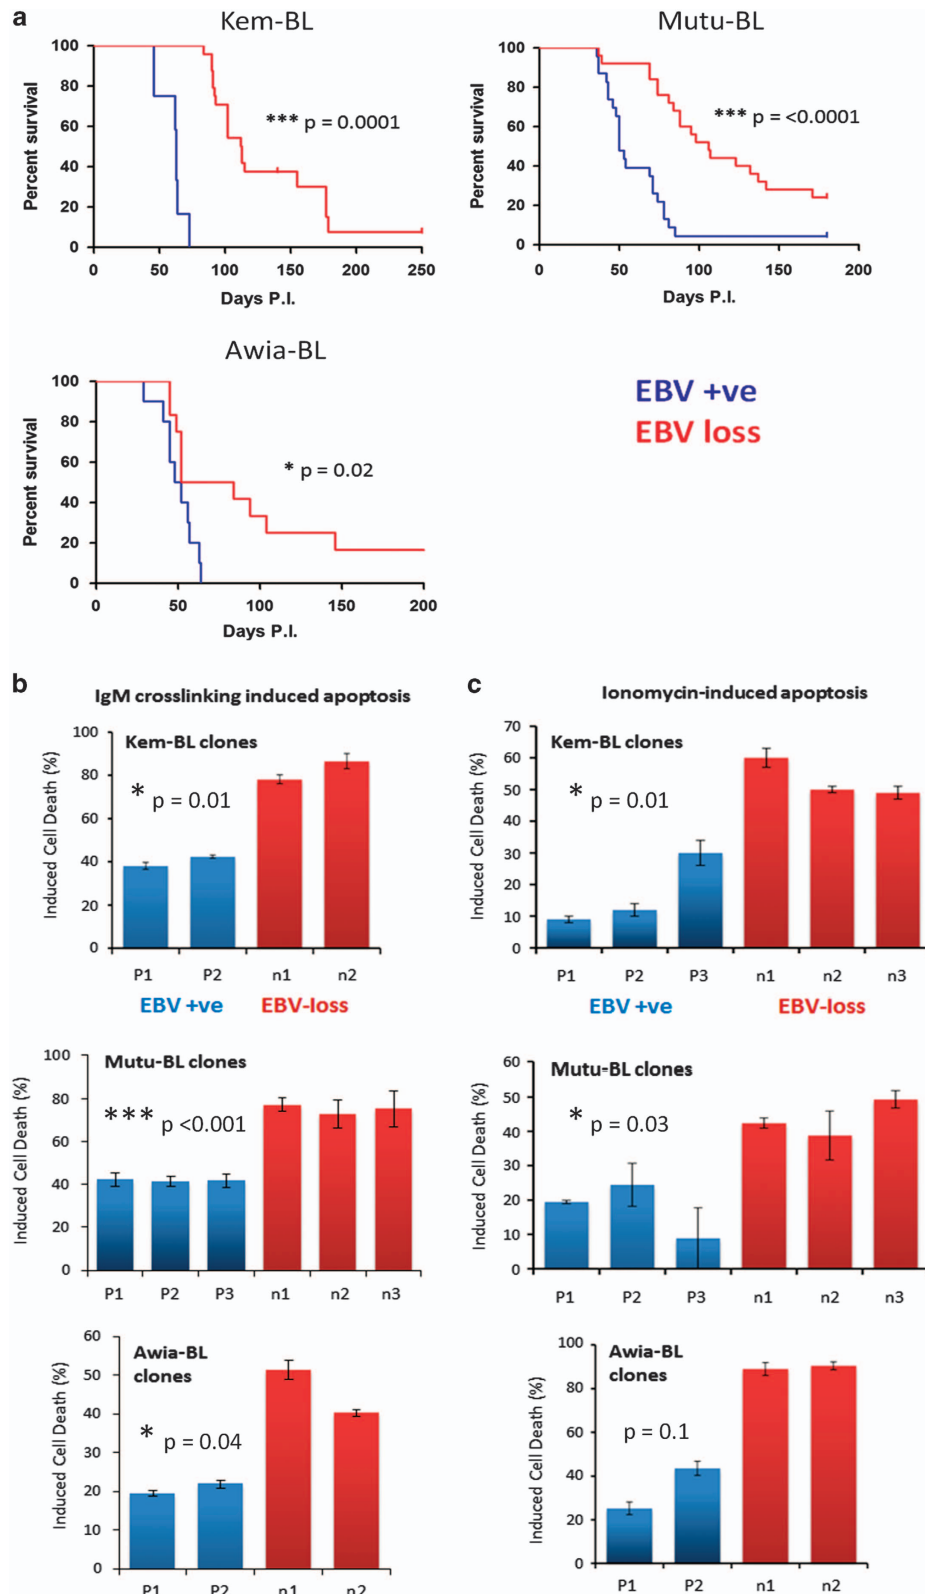 a
Kem-BL
Percent survival
100
80
60
40
20
0
*** p = 0.0001
0 50 100 150 200 250
Days P.I.
Mutu-BL
Percent survival
100
80
60
40
20
0
*** p = <0.0001
0 50 100 150 200
Days P.I.
Awia-BL
Percent survival
100
80
60
40
20
0
* p = 0.02
0 50 100 150 200
Days P.I.
EBV +ve
EBV loss
b
IgM crosslinking induced apoptosis
Induced Cell Death (%)
100
80
60
40
20
0
Kem-BL clones
* p = 0.01
P1 P2 n1 n2
EBV +ve EBV-loss
Induced Cell Death (%)
100
80
60
40
20
0
Mutu-BL clones
*** p <0.001
P1 P2 P3 n1 n2 n3
Induced Cell Death (%)
60
50
40
30
20
10
0
Awia-BL
clones
* p = 0.04
P1 P2 n1 n2
c
Ionomycin-induced apoptosis
Induced Cell Death (%)
70
60
50
40
30
20
10
0
Kem-BL clones
* p = 0.01
P1 P2 P3 n1 n2 n3
EBV +ve EBV-loss
Induced Cell Death (%)
60
50
40
30
20
10
0
Mutu-BL clones
* p = 0.03
P1 P2 P3 n1 n2 n3
Induced Cell Death (%)
100
80
60
40
20
0
Awia-BL
clones
p = 0.1
P1 P2 n1 n2